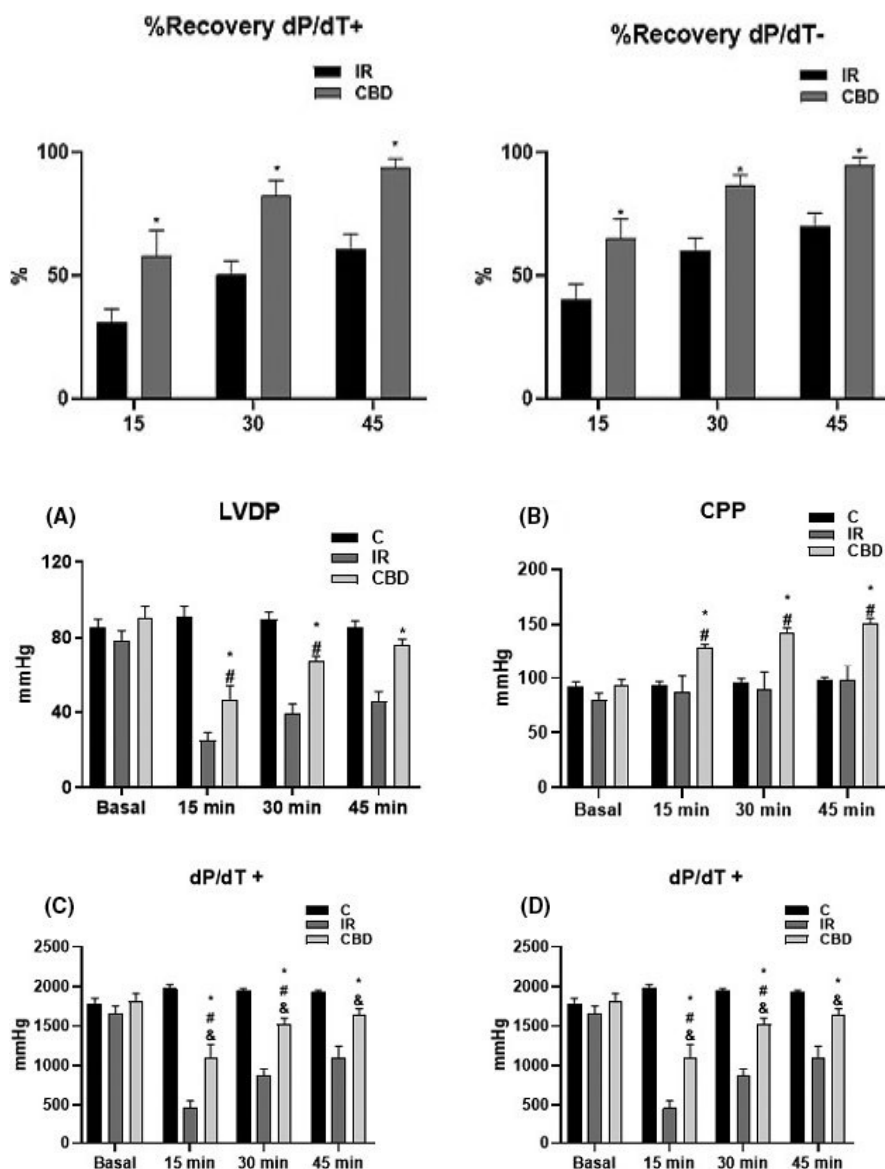 %Recovery dP/dT+
IR
CBD
100
50
0
%
*
*
*
15
30
45
%Recovery dP/dT-
IR
CBD
100
50
0
%
*
*
*
15
30
45
(A)
LVDP
C
IR
CBD
120
80
40
0
mmHg
*
#
*
#
*
Basal
15 min
30 min
45 min
(B)
CPP
C
IR
CBD
200
150
100
50
0
mmHg
*
#
*
#
*
#
Basal
15 min
30 min
45 min
(C)
dP/dT +
C
IR
CBD
2500
2000
1500
1000
500
0
mmHg
*
#
&
*
#
&
*
&
Basal
15 min
30 min
45 min
(D)
dP/dT +
C
IR
CBD
2500
2000
1500
1000
500
0
mmHg
*
#
&
*
#
&
*
&
Basal
15 min
30 min
45 min